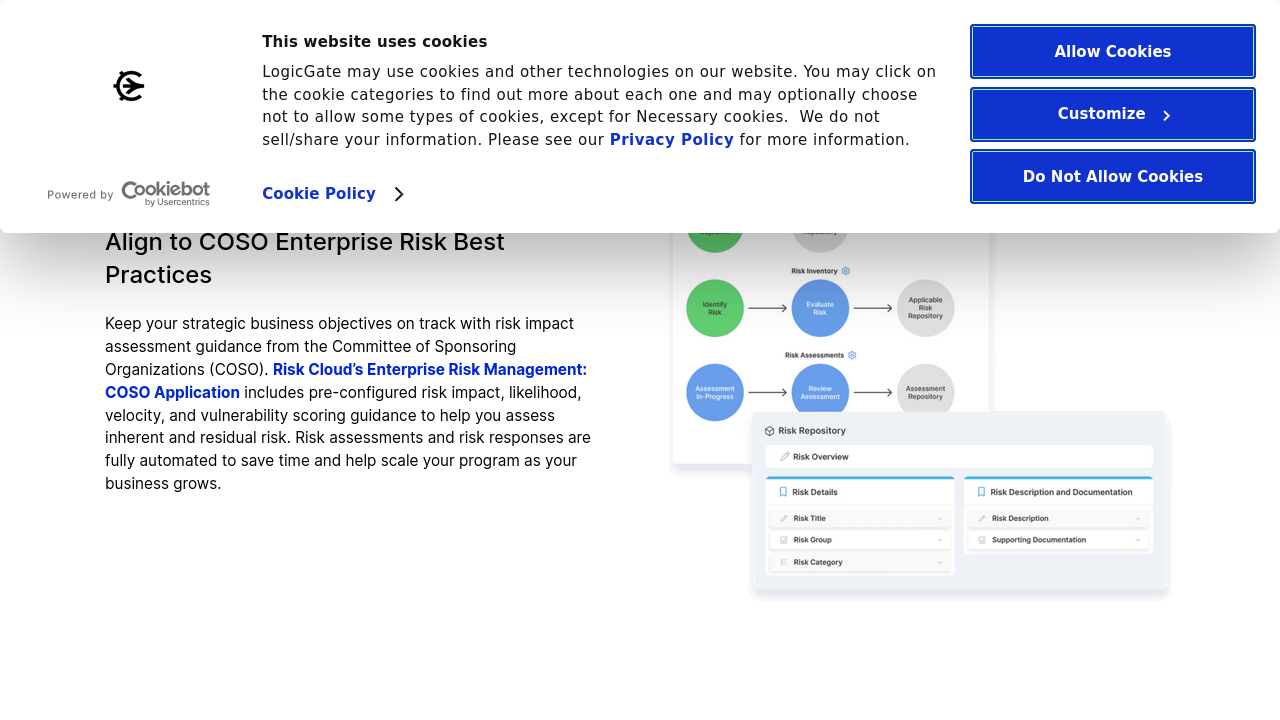 This website uses cookies
LogicGate may use cookies and other technologies on our website. You may click on
the cookie categories to find out more about each one and may optionally choose
not to allow some types of cookies, except for Necessary cookies. We do not
sell/share your information. Please see our Privacy Policy for more information.
Cookie Policy
Powered by Cookiebot
by Usercentrics
Allow Cookies
Customize
Do Not Allow Cookies
Align to COSO Enterprise Risk Best
Practices
Keep your strategic business objectives on track with risk impact
assessment guidance from the Committee of Sponsoring
Organizations (COSO). Risk Cloud’s Enterprise Risk Management:
COSO Application includes pre-configured risk impact, likelihood,
velocity, and vulnerability scoring guidance to help you assess
inherent and residual risk. Risk assessments and risk responses are
fully automated to save time and help scale your program as your
business grows.
Risk Inventory
Identify
Risk
Evaluate
Risk
Applicable
Risk
Repository
Risk Assessments
Assessment
In-Progress
Review
Assessment
Assessment
Repository
Risk Repository
Risk Overview
Risk Details
Risk Title
Risk Group
Risk Category
Risk Description and Documentation
Risk Description
Supporting Documentation